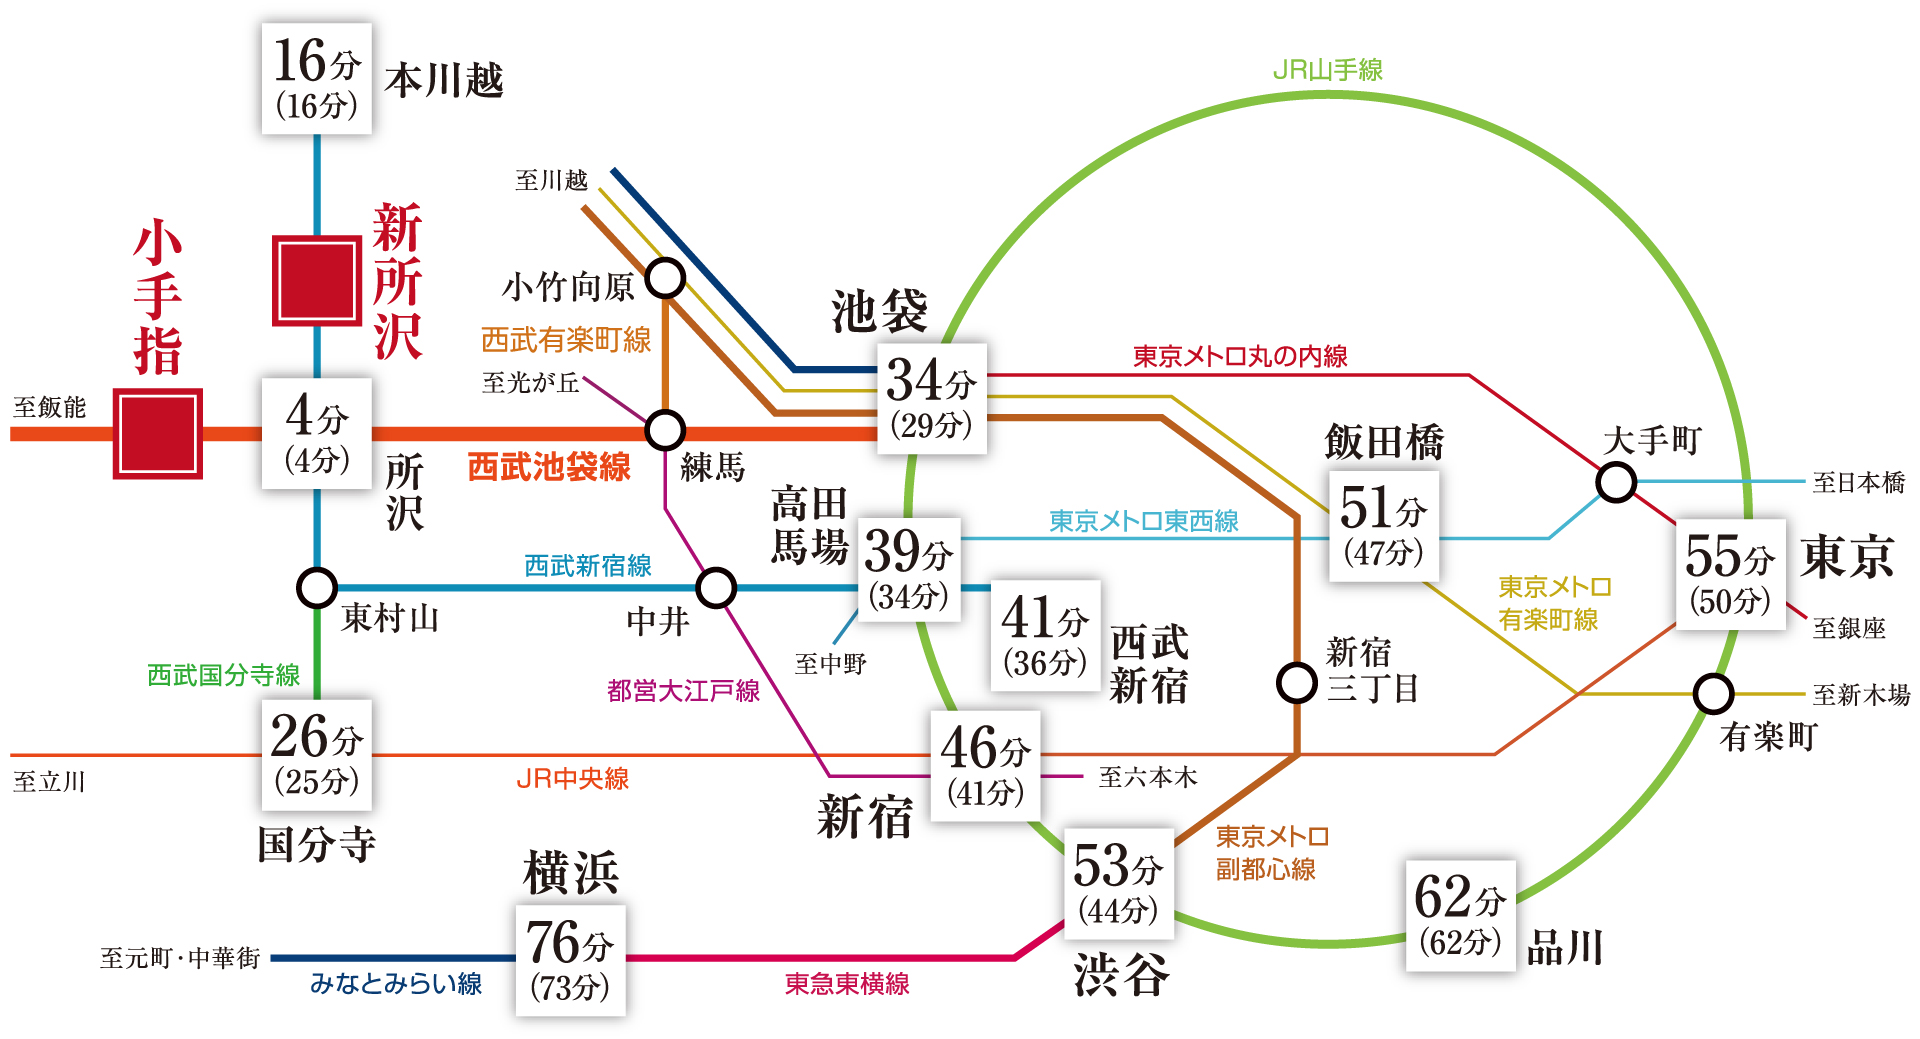 JR山手線
16分
(16分)
本川越
至川越
新所沢
小手指
小竹向原
池袋
西武有楽町線
34分
(29分)
東京メトロ丸の内線
至光が丘
至飯能
4分
(4分)
所沢
西武池袋線
練馬
飯田橋
51分
(47分)
大手町
至日本橋
高田
馬場
39分
(34分)
東京メトロ東西線
55分
(50分)
東京
西武新宿線
東京メトロ
有楽町線
東村山
中井
41分
(36分)
西武
新宿
至銀座
至中野
新宿
三丁目
西武国分寺線
都営大江戸線
至新木場
有楽町
26分
(25分)
46分
(41分)
至立川
JR中央線
至六本木
新宿
国分寺
東京メトロ
副都心線
53分
(44分)
渋谷
62分
(62分)
品川
横浜
76分
(73分)
至元町・中華街
みなとみらい線
東急東横線